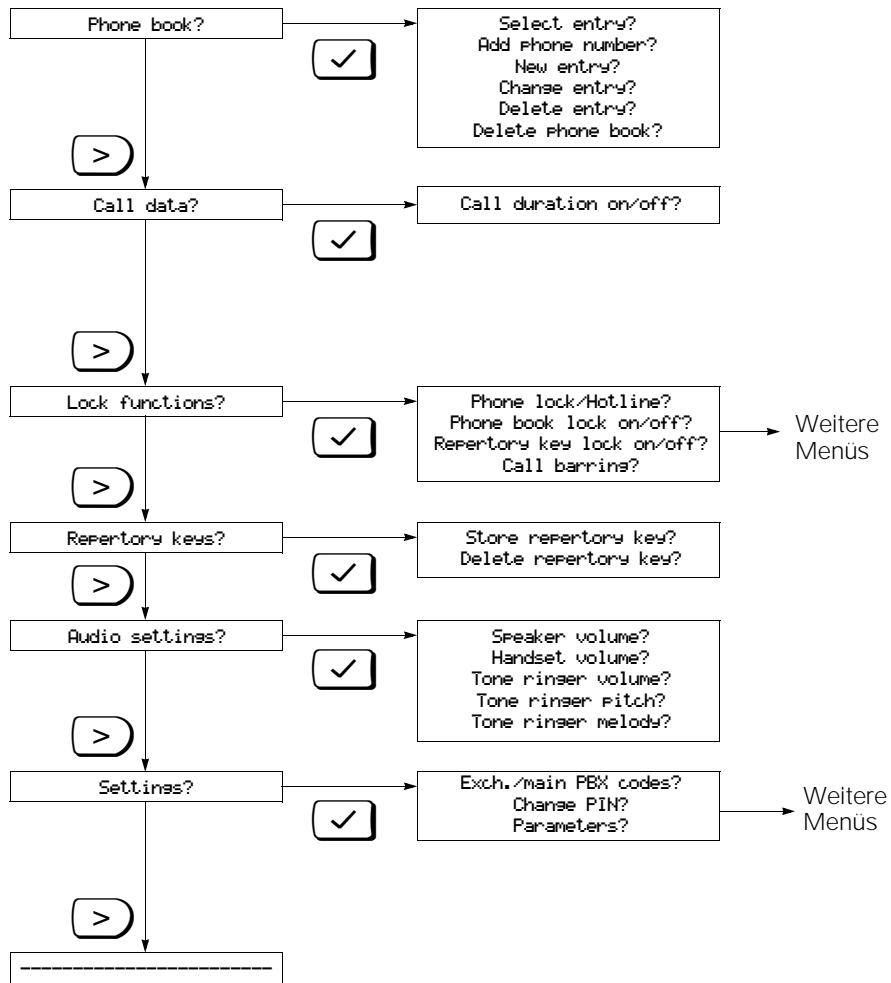 Phone book?
Select entry?
Add phone number?
New entry?
Change entry?
Delete entry?
Delete phone book?
>
Call data?
Call duration on/off?
>
Lock functions?
Phone lock/Hotline?
Phone book lock on/off?
Repertory key lock on/off?
Call barring?
Weitere
Menüs
>
Repertory keys?
Store repertory key?
Delete repertory key?
>
Audio settings?
Speaker volume?
Handset volume?
Tone ringer volume?
Tone ringer pitch?
Tone ringer melody?
>
Settings?
Exch./main PBX codes?
Change PIN?
Parameters?
Weitere
Menüs
>
------------------------